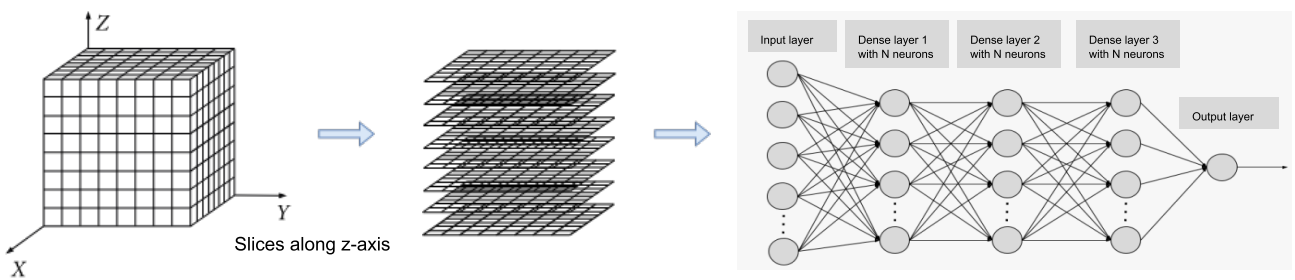 Z
Y
X
Slices along z-axis
Input layer
Dense layer 1
with N neurons
Dense layer 2
with N neurons
Dense layer 3
with N neurons
Output layer